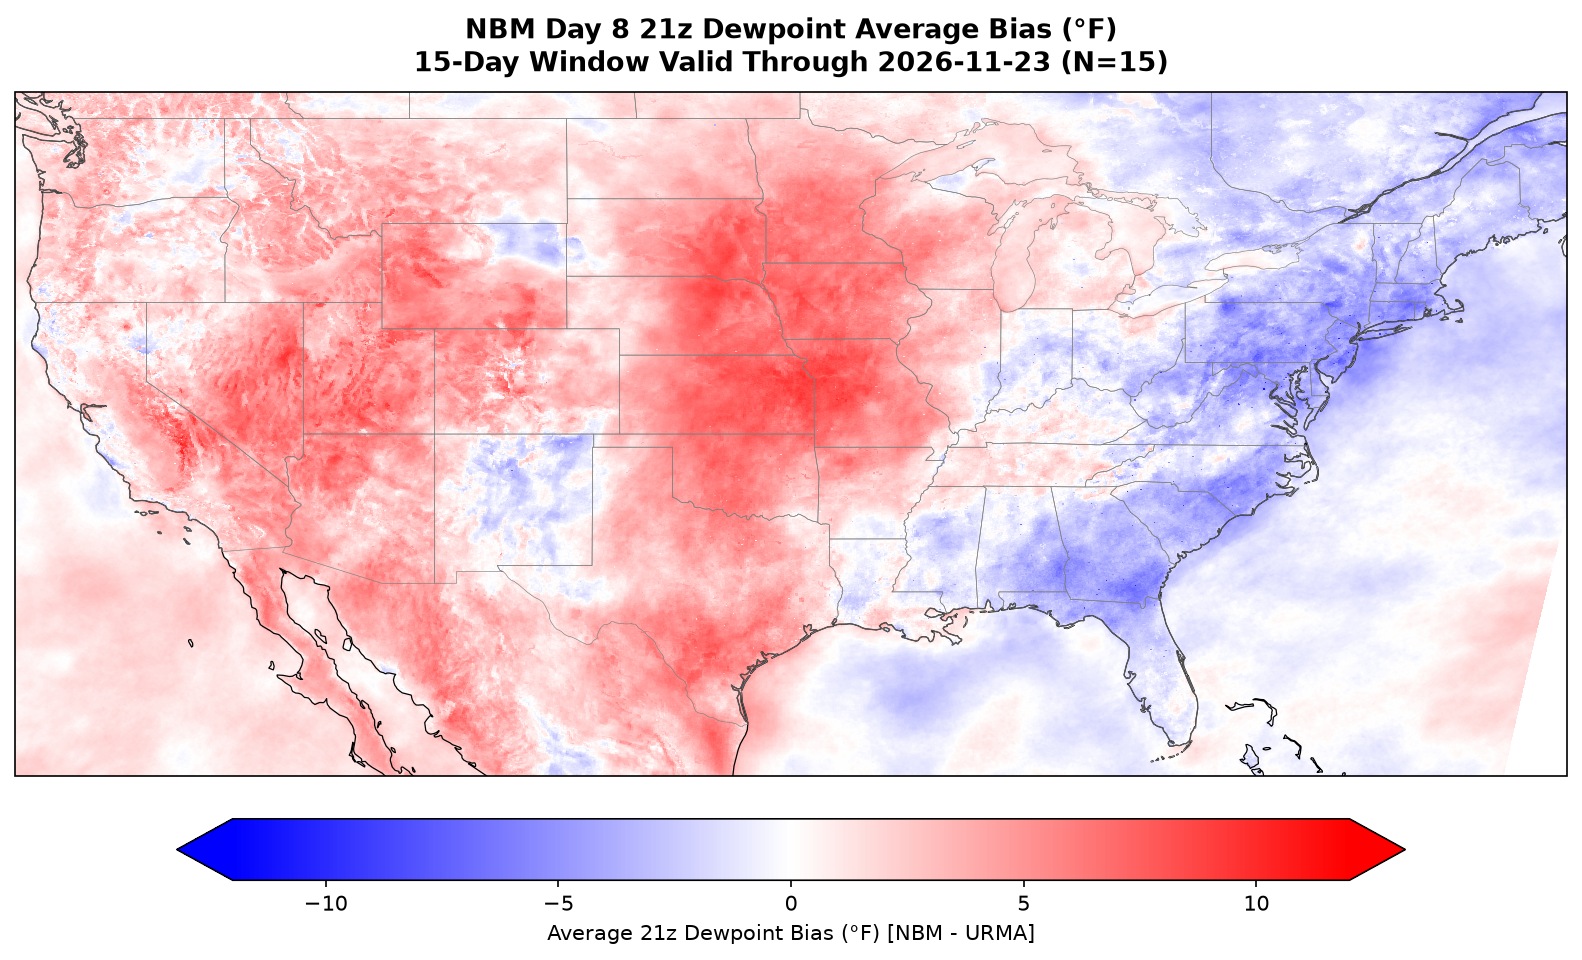 NBM Day 8 21z Dewpoint Average Bias (°F)
15-Day Window Valid Through 2026-11-23 (N=15)
−10 −5 0 5 10
Average 21z Dewpoint Bias (°F) [NBM - URMA]